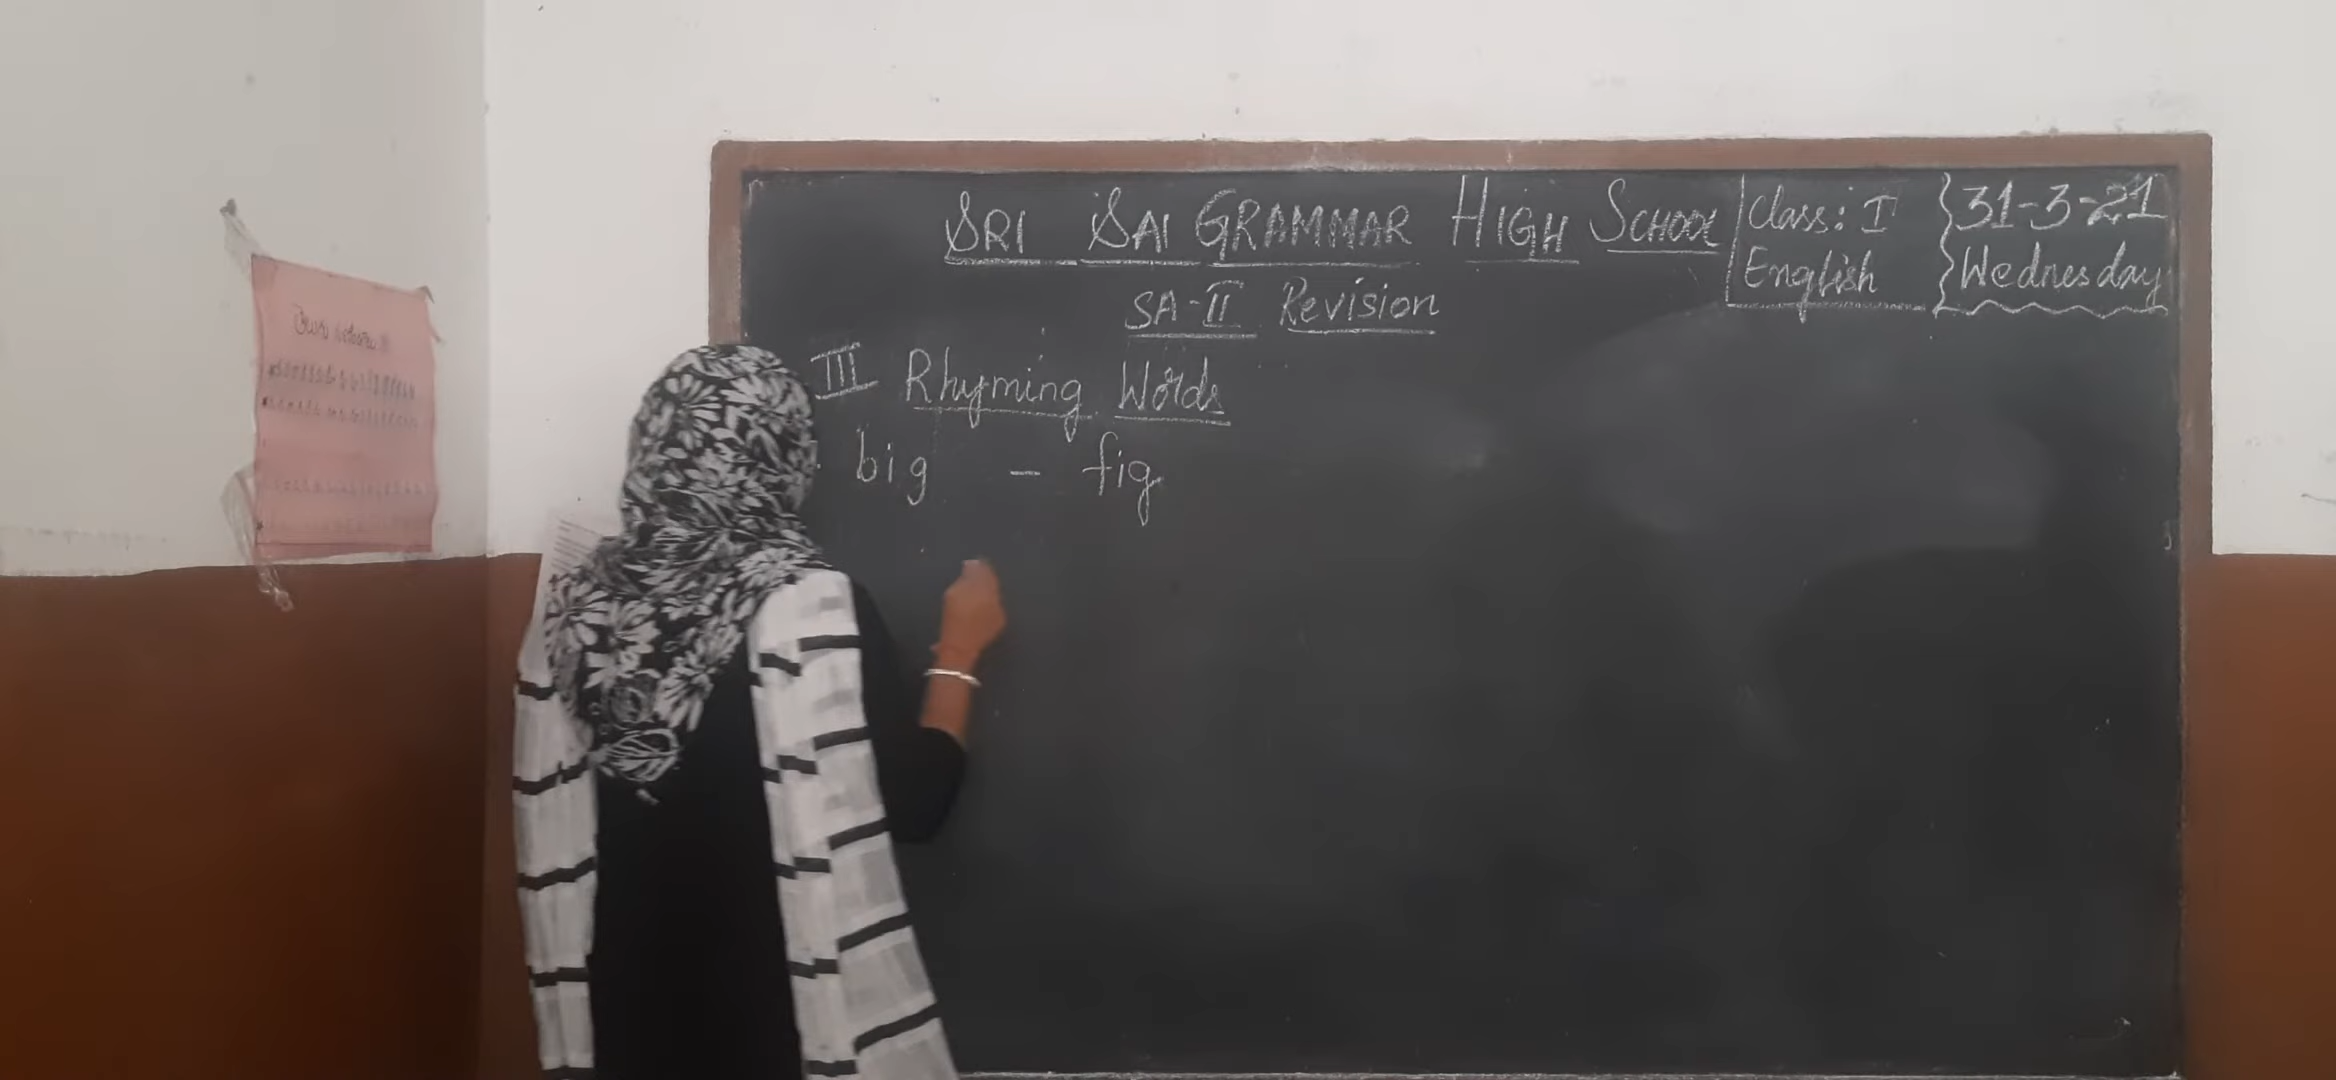 SRI SAI GRAMMAR HIGH SCHOOL
Class: I
English
31-3-21
Wednesday
SA-II Revision
III Rhyming Words
big - fig